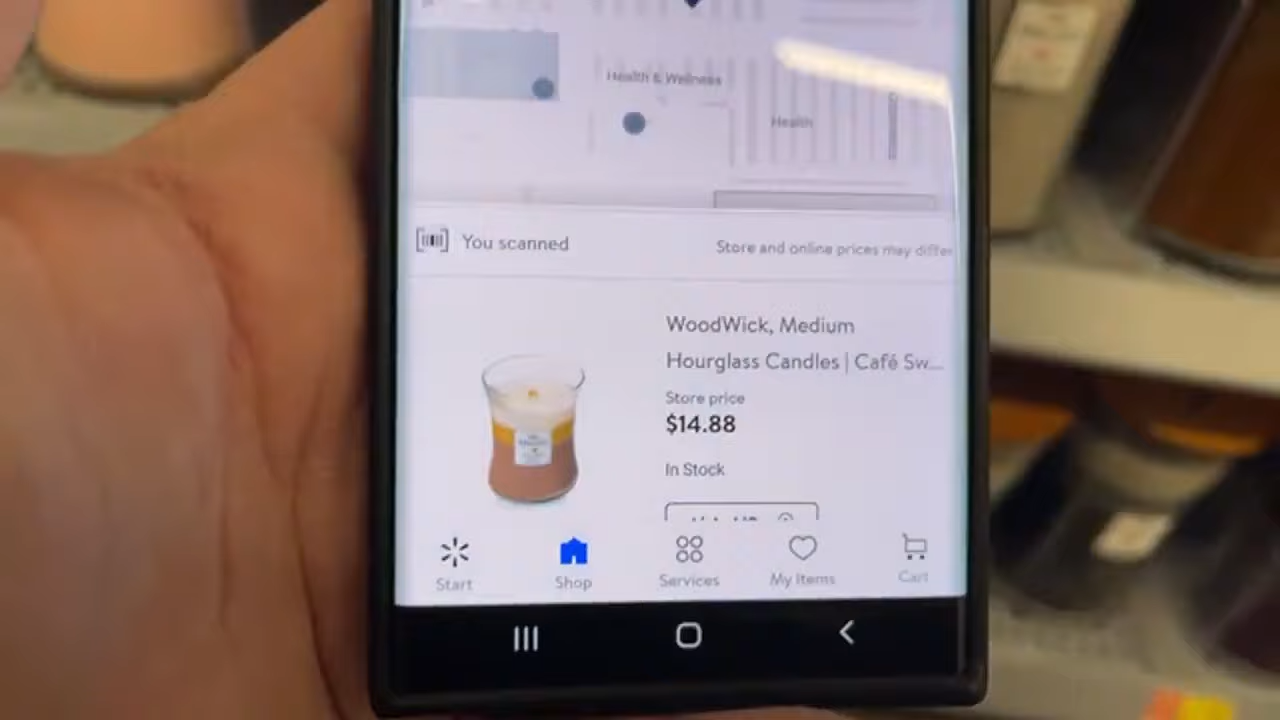 Health & Wellness
Health
You scanned
Store and online prices may differ
WoodWick, Medium
Hourglass Candles | Café Sw...
Store price
$14.88
In Stock
Start
Shop
Services
My Items
Cart